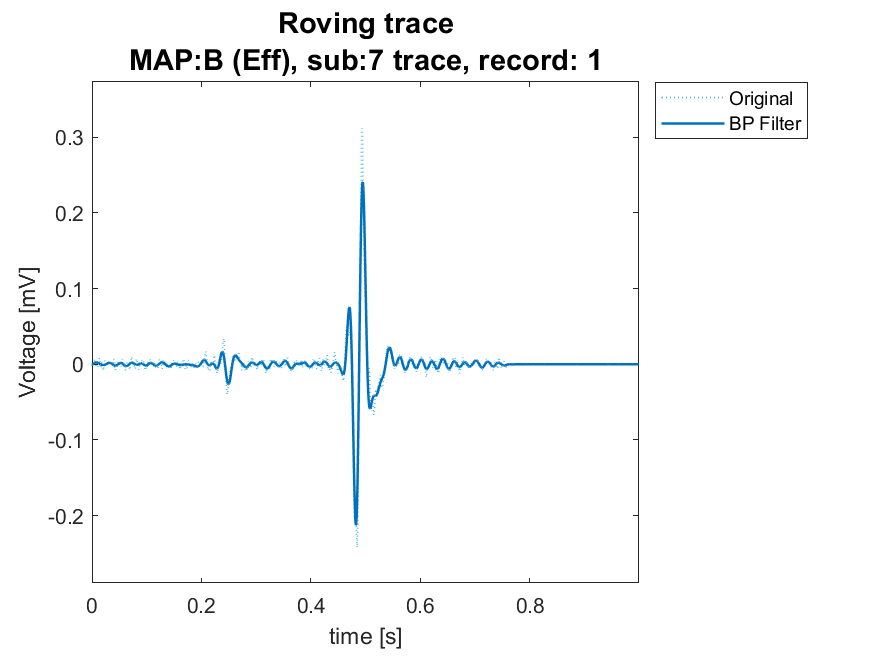 Roving trace
MAP:B (Eff), sub:7 trace, record: 1
Original
BP Filter
Voltage [mV]
0.3
0.2
0.1
0
-0.1
-0.2
0 0.2 0.4 0.6 0.8
time [s]